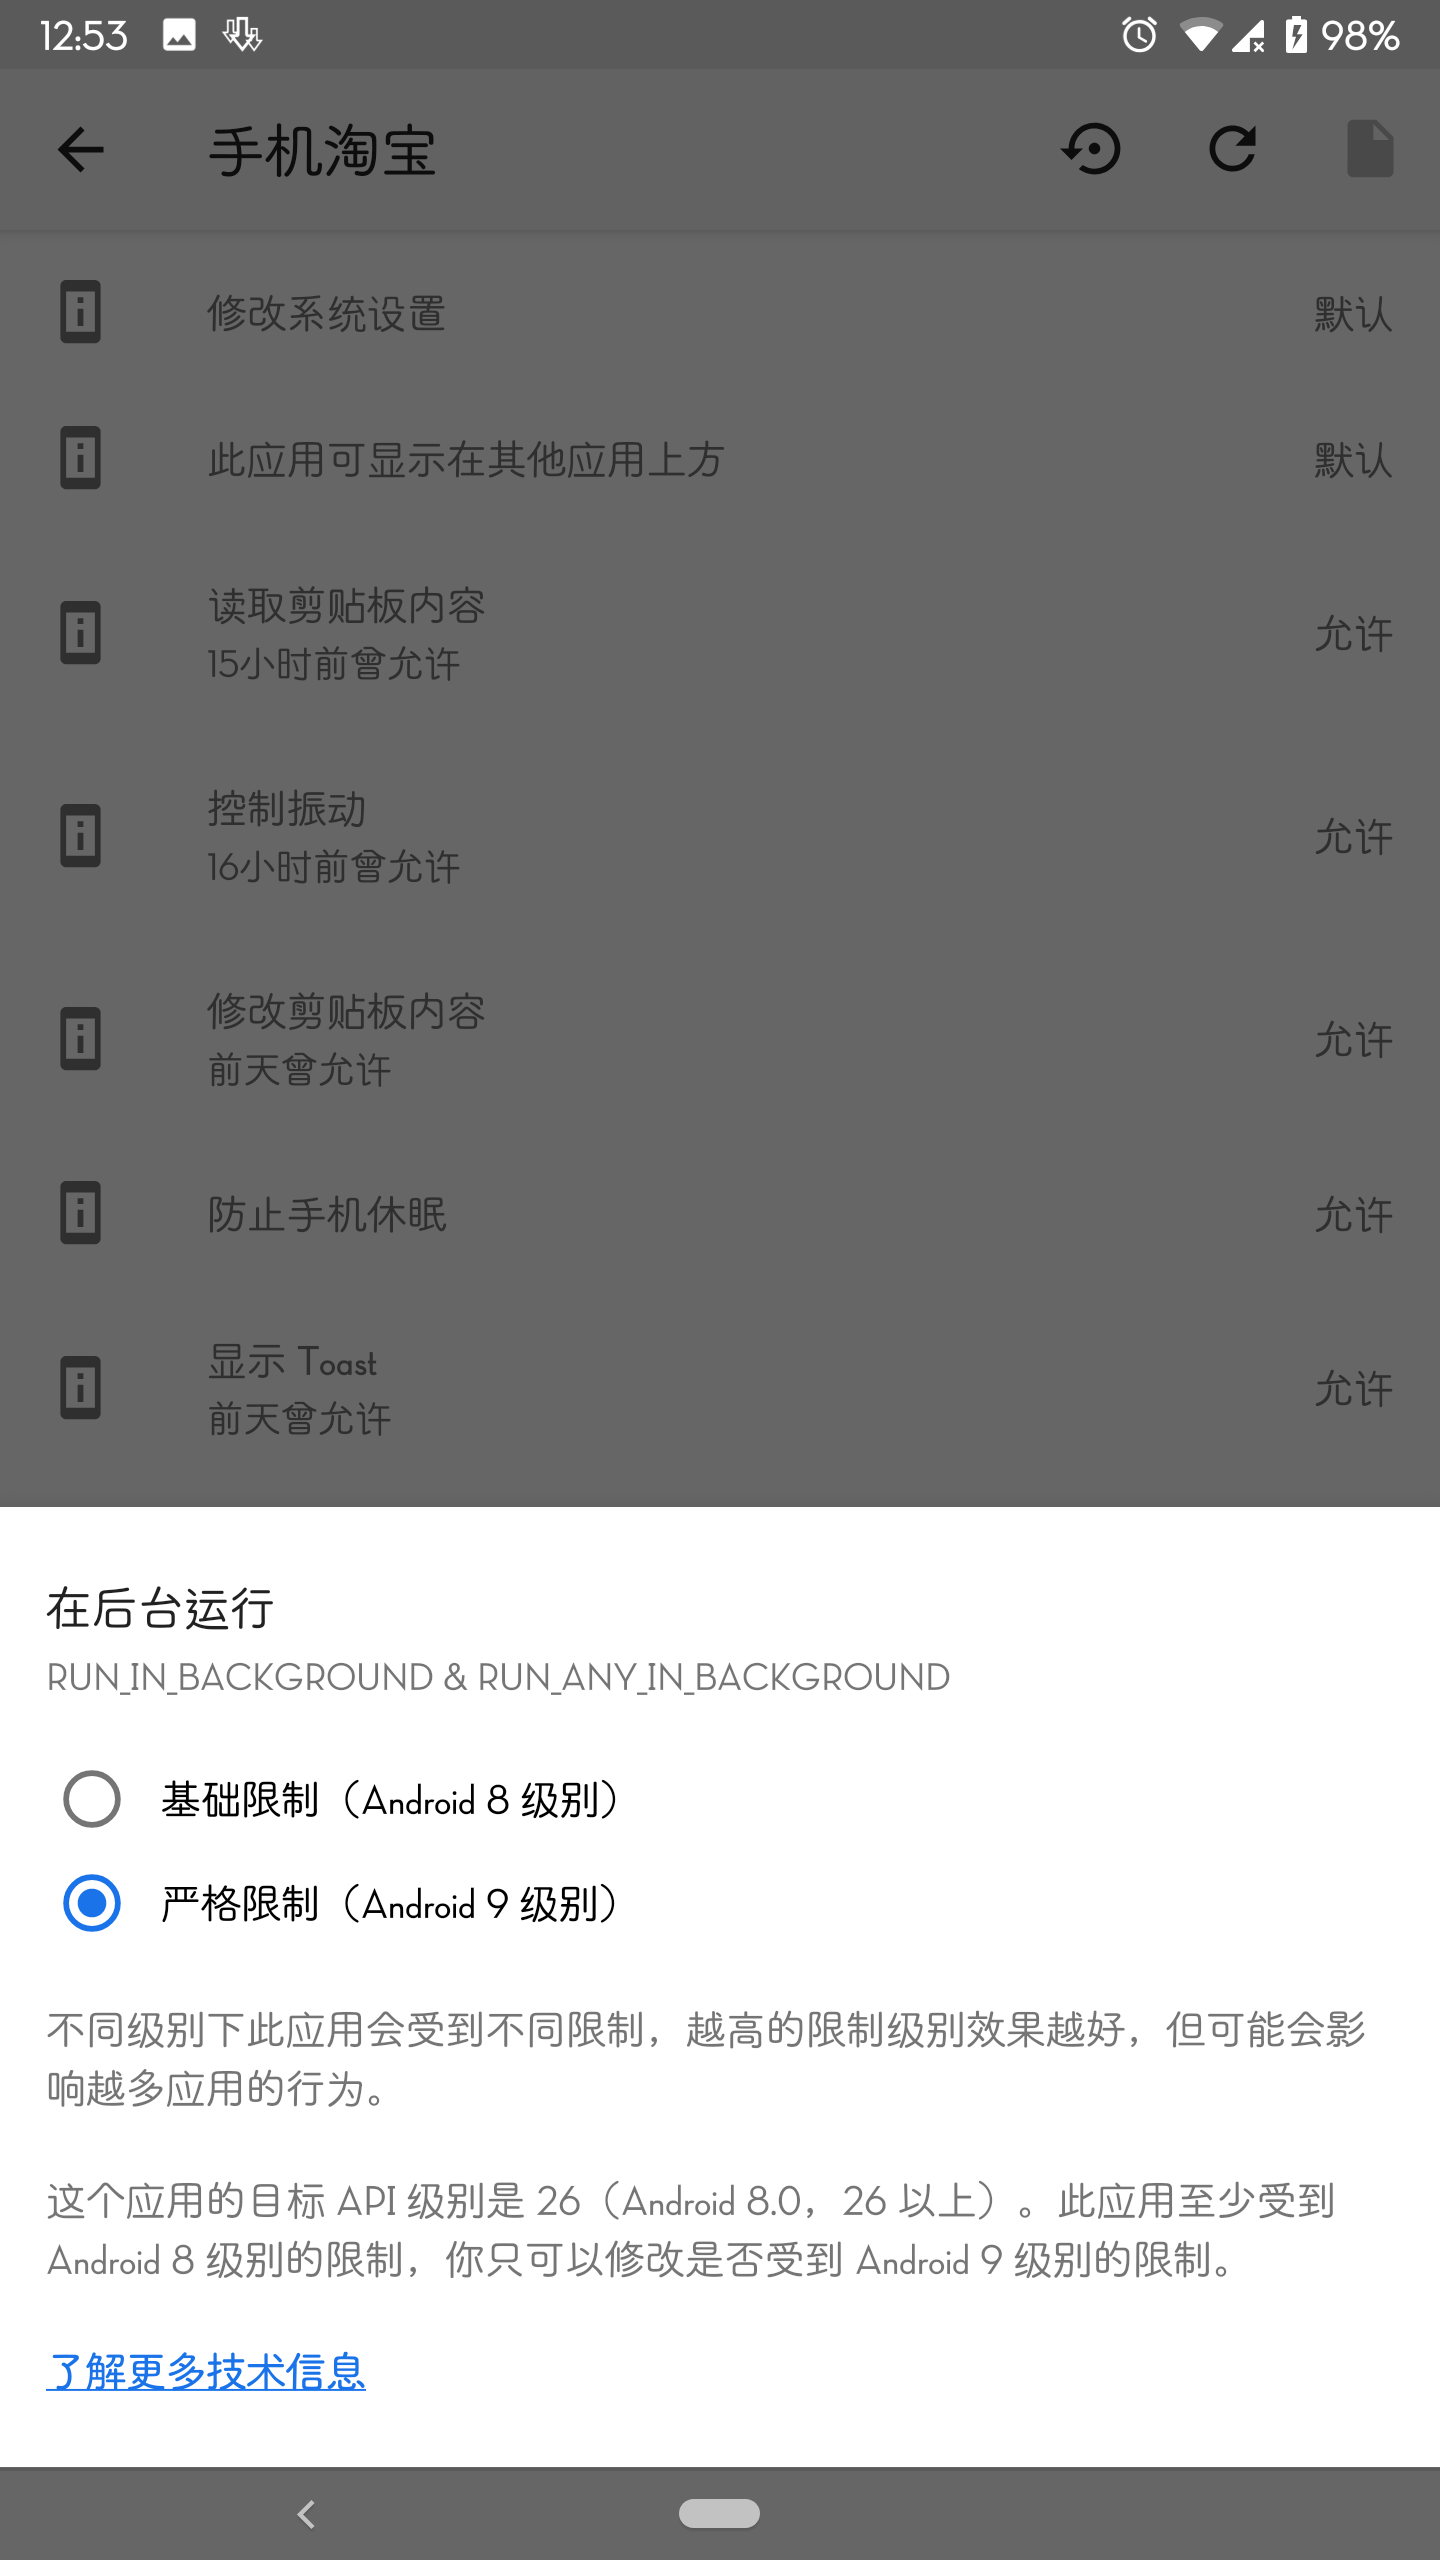 12:53
98%
手机淘宝
修改系统设置
默认
此应用可显示在其他应用上方
默认
读取剪贴板内容
15小时前曾允许
允许
控制振动
16小时前曾允许
允许
修改剪贴板内容
前天曾允许
允许
防止手机休眠
允许
显示 Toast
前天曾允许
允许
在后台运行
RUN_IN_BACKGROUND & RUN_ANY_IN_BACKGROUND
基础限制（Android 8 级别）
严格限制（Android 9 级别）
不同级别下此应用会受到不同限制，越高的限制级别效果越好，但可能会影
响越多应用的行为。
这个应用的目标 API 级别是 26（Android 8.0，26 以上）。此应用至少受到
Android 8 级别的限制，你只可以修改是否受到 Android 9 级别的限制。
了解更多技术信息